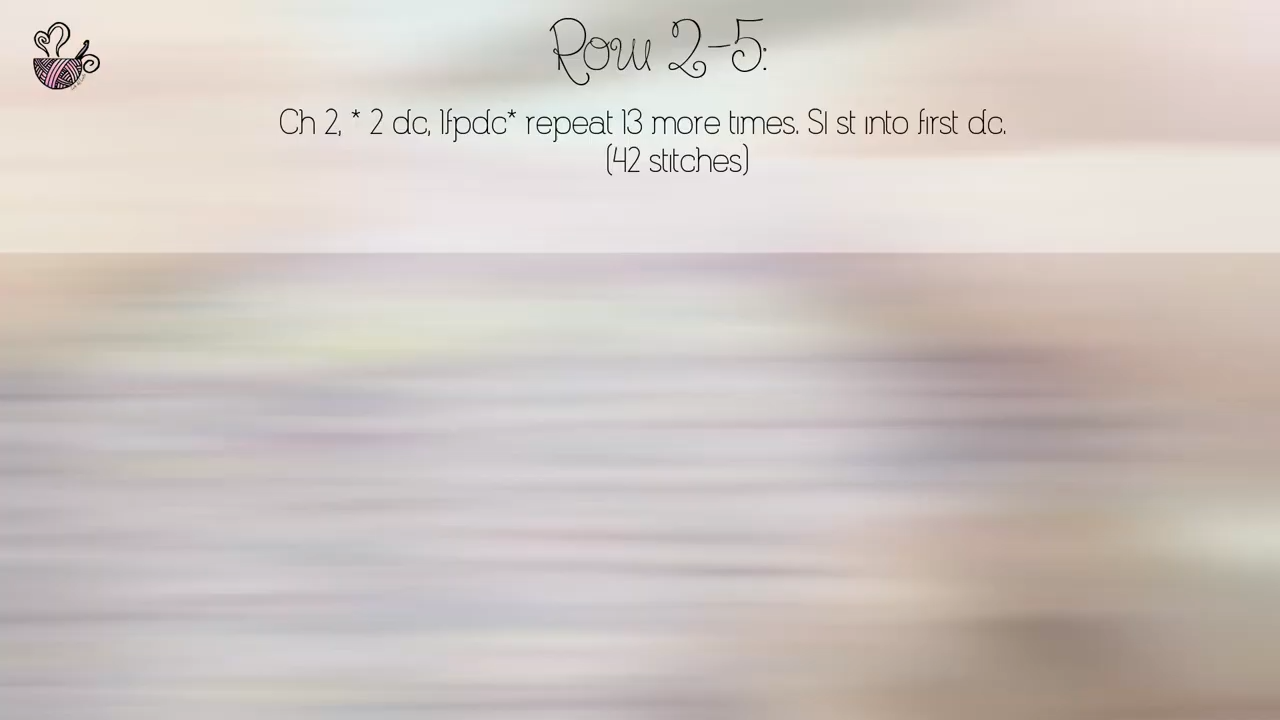 Row 2-5:
Ch 2, * 2 dc, 1fpdc* repeat 13 more times. Sl st into first dc.
(42 stitches)